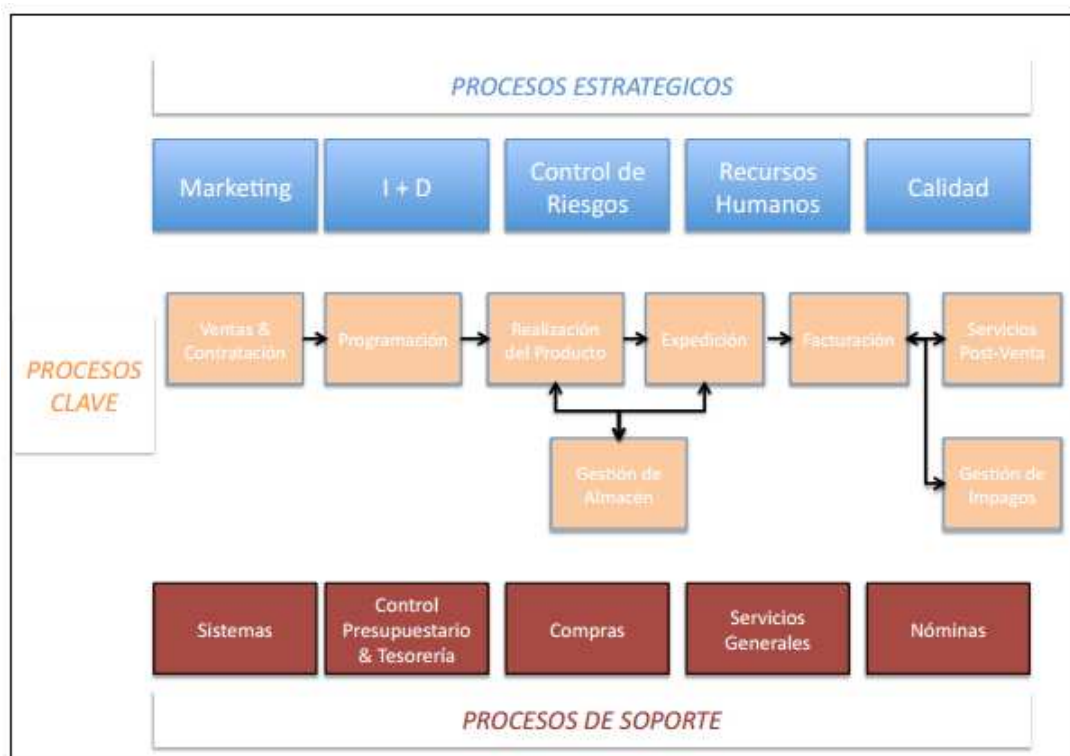 PROCESOS ESTRATEGICOS
Marketing
I + D
Control de
Riesgos
Recursos
Humanos
Calidad
PROCESOS
CLAVE
Ventas &
Contratación
Programación
Realización
del Producto
Expedición
Facturación
Servicios
Post-Venta
Gestión de
Almacén
Gestión de
Impagos
Sistemas
Control
Presupuestario
& Tesorería
Compras
Servicios
Generales
Nóminas
PROCESOS DE SOPORTE